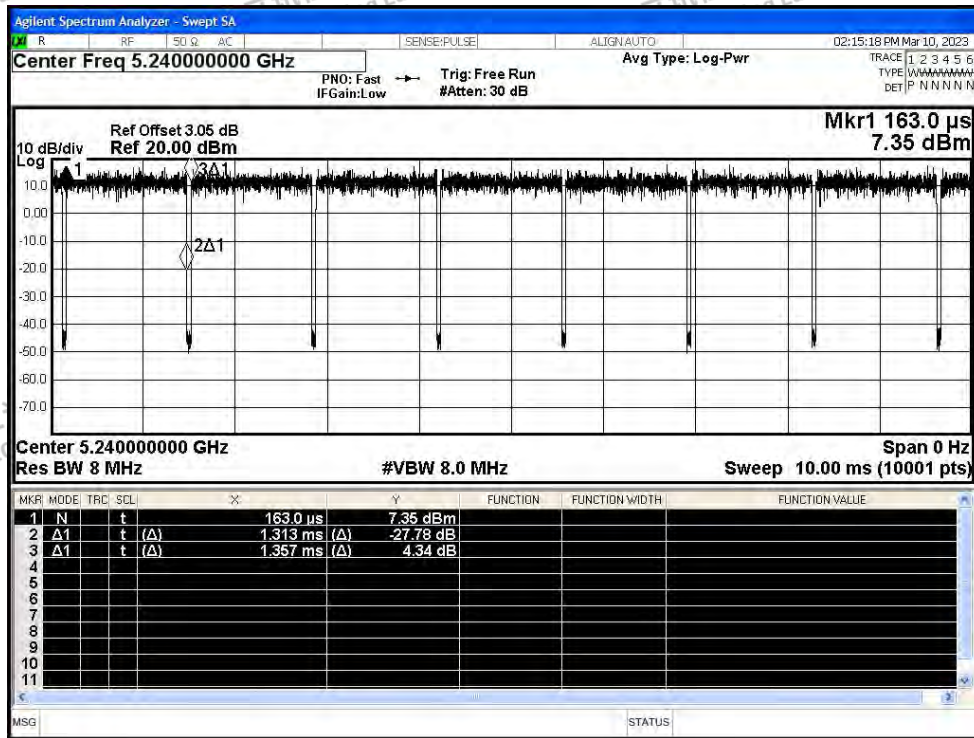 Agilent Spectrum Analyzer - Swept SA
LXI R RF 50 Ω AC SENSE:PULSE ALIGN AUTO 02:15:18 PM Mar 10, 2023
Center Freq 5.240000000 GHz Avg Type: Log-Pwr TRACE 1 2 3 4 5 6
PNO: Fast Trig: Free Run TYPE WWWWWW
IFGain:Low #Atten: 30 dB DET P N N N N N
Mkr1 163.0 µs
Ref Offset 3.05 dB
10 dB/div Ref 20.00 dBm 7.35 dBm
Log
1 3Δ1
10.0
0.00
-10.0
2Δ1
-20.0
-30.0
-40.0
-50.0
-60.0
-70.0
Center 5.240000000 GHz Span 0 Hz
Res BW 8 MHz #VBW 8.0 MHz Sweep 10.00 ms (10001 pts)
MKR MODE TRC SCL X Y FUNCTION FUNCTION WIDTH FUNCTION VALUE
1 N t 163.0 µs 7.35 dBm
2 Δ1 t (Δ) 1.313 ms (Δ) -27.78 dB
3 Δ1 t (Δ) 1.357 ms (Δ) 4.34 dB
4
5
6
7
8
9
10
11
MSG STATUS